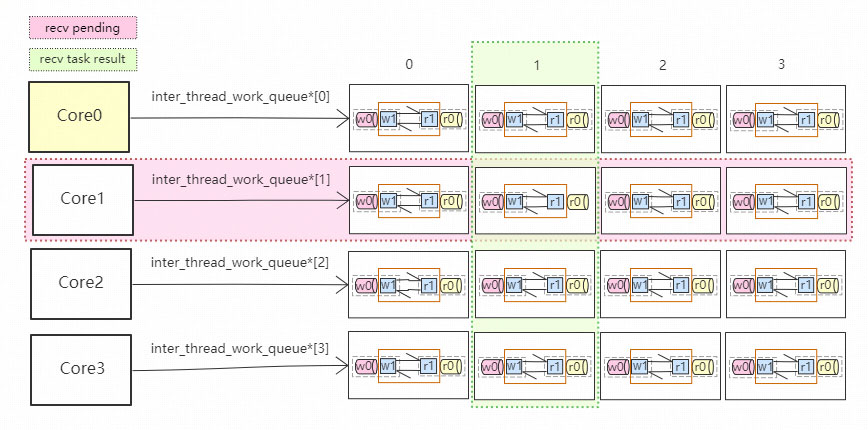 recv pending
recv task result
0 1 2 3
Core0 inter_thread_work_queue*[0] w0 w1 r1 r0 w0 w1 r1 r0 w0 w1 r1 r0 w0 w1 r1 r0
Core1 inter_thread_work_queue*[1] w0 w1 r1 r0 w0 w1 r1 r0 w0 w1 r1 r0 w0 w1 r1 r0
Core2 inter_thread_work_queue*[2] w0 w1 r1 r0 w0 w1 r1 r0 w0 w1 r1 r0 w0 w1 r1 r0
Core3 inter_thread_work_queue*[3] w0 w1 r1 r0 w0 w1 r1 r0 w0 w1 r1 r0 w0 w1 r1 r0